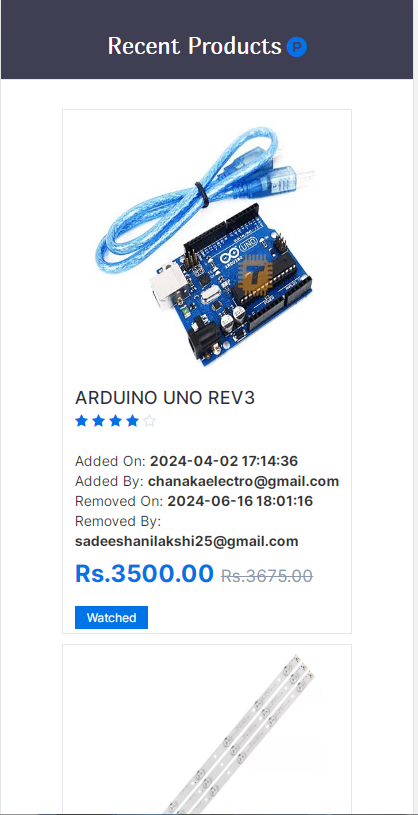 Recent Products P
UNO
ARDUINO
T
ARDUINO UNO REV3
Added On: 2024-04-02 17:14:36
Added By: chanakaelectro@gmail.com
Removed On: 2024-06-16 18:01:16
Removed By:
sadeeshanilakshi25@gmail.com
Rs.3500.00 Rs.3675.00
Watched